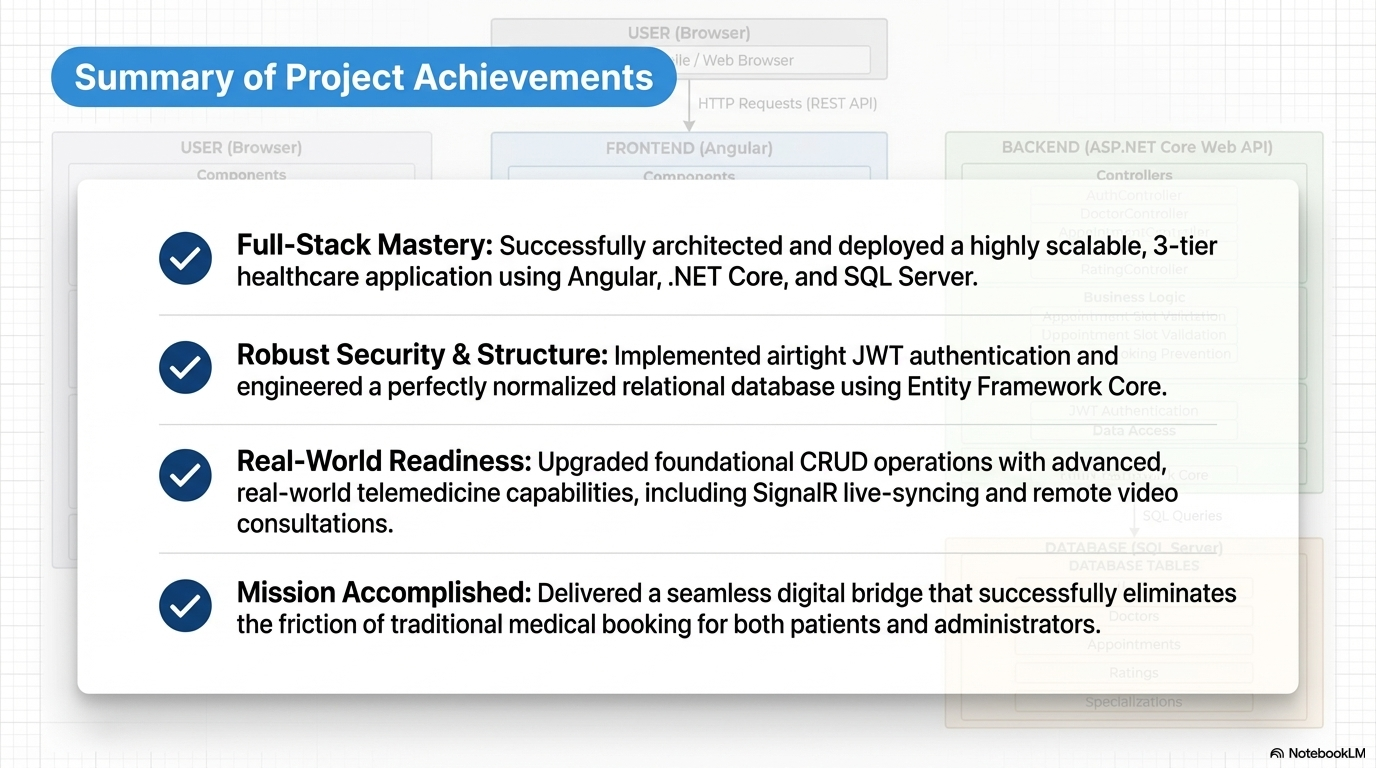 USER (Browser)
Summary of Project Achievements
/ Web Browser
HTTP Requests (REST API)
USER (Browser)
Components
FRONTEND (Angular)
Components
BACKEND (ASP.NET Core Web API)
Controllers
AuthController
DoctorController
RatingController
Business Logic
Appointment Slot Validation
Dppointment Slot Validation
Prevention
JWT Authentication
Data Access
Core
SQL Queries
DATABASE (SQL Server)
DATABASE TABLES
Doctors
Appointments
Ratings
Specializations
Full-Stack Mastery: Successfully architected and deployed a highly scalable, 3-tier
healthcare application using Angular, .NET Core, and SQL Server.
Robust Security & Structure: Implemented airtight JWT authentication and
engineered a perfectly normalized relational database using Entity Framework Core.
Real-World Readiness: Upgraded foundational CRUD operations with advanced,
real-world telemedicine capabilities, including SignalR live-syncing and remote video
consultations.
Mission Accomplished: Delivered a seamless digital bridge that successfully eliminates
the friction of traditional medical booking for both patients and administrators.
NotebookLM